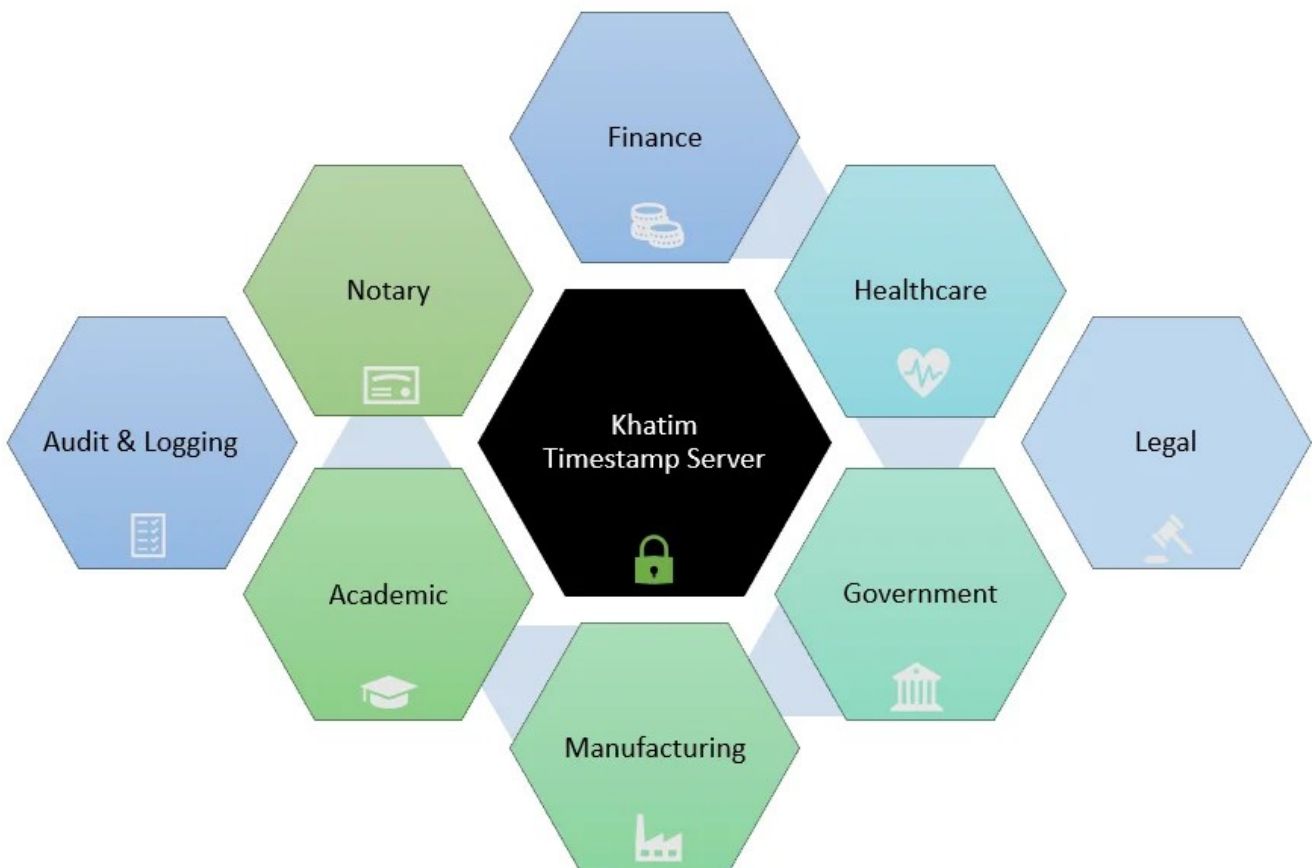 Finance
Notary
Healthcare
Audit & Logging
Khatim
Timestamp Server
Legal
Academic
Government
Manufacturing